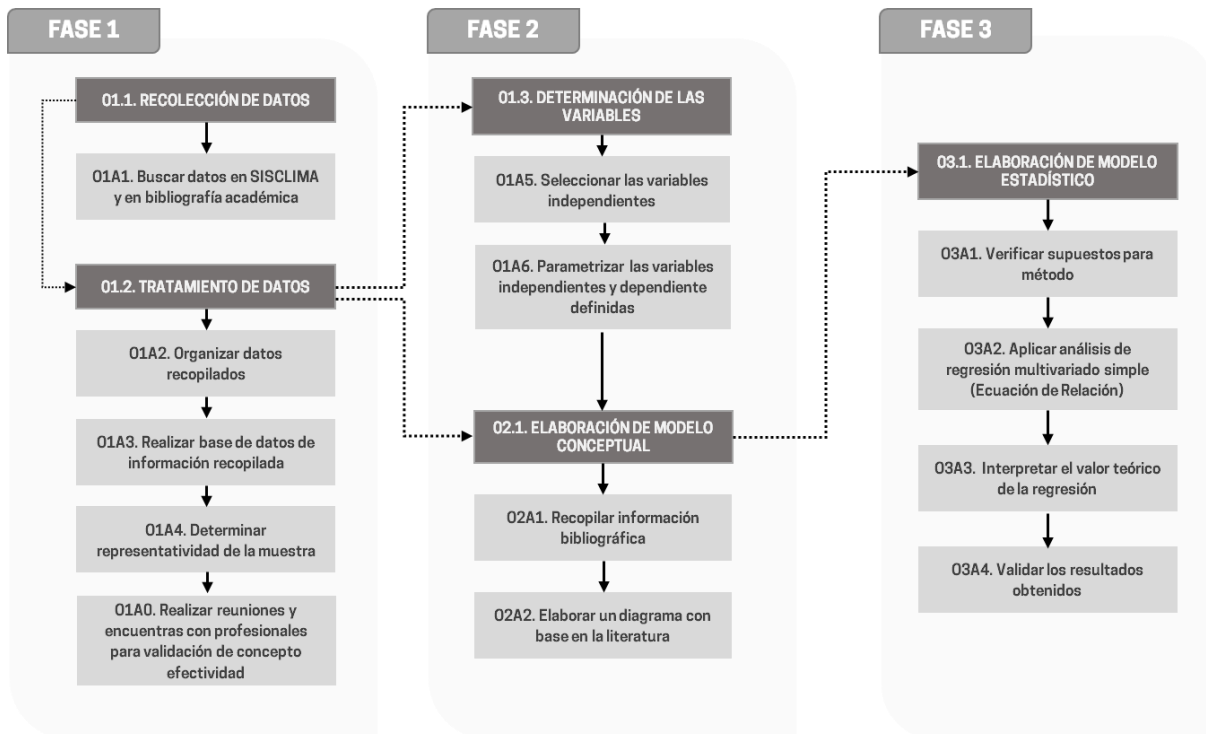 FASE 1
01.1. RECOLECCIÓN DE DATOS
01A1. Buscar datos en SISCLIMA
y en bibliografía académica
01.2. TRATAMIENTO DE DATOS
01A2. Organizar datos
recopilados
01A3. Realizar base de datos de
información recopilada
01A4. Determinar
representatividad de la muestra
01A0. Realizar reuniones y
encuentras con profesionales
para validación de concepto
efectividad
FASE 2
01.3. DETERMINACIÓN DE LAS
VARIABLES
01A5. Seleccionar las variables
independientes
01A6. Parametrizar las variables
independientes y dependiente
definidas
02.1. ELABORACIÓN DE MODELO
CONCEPTUAL
02A1. Recopilar información
bibliográfica
02A2. Elaborar un diagrama con
base en la literatura
FASE 3
03.1. ELABORACIÓN DE MODELO
ESTADÍSTICO
03A1. Verificar supuestos para
método
03A2. Aplicar análisis de
regresión multivariado simple
(Ecuación de Relación)
03A3. Interpretar el valor teórico
de la regresión
03A4. Validar los resultados
obtenidos